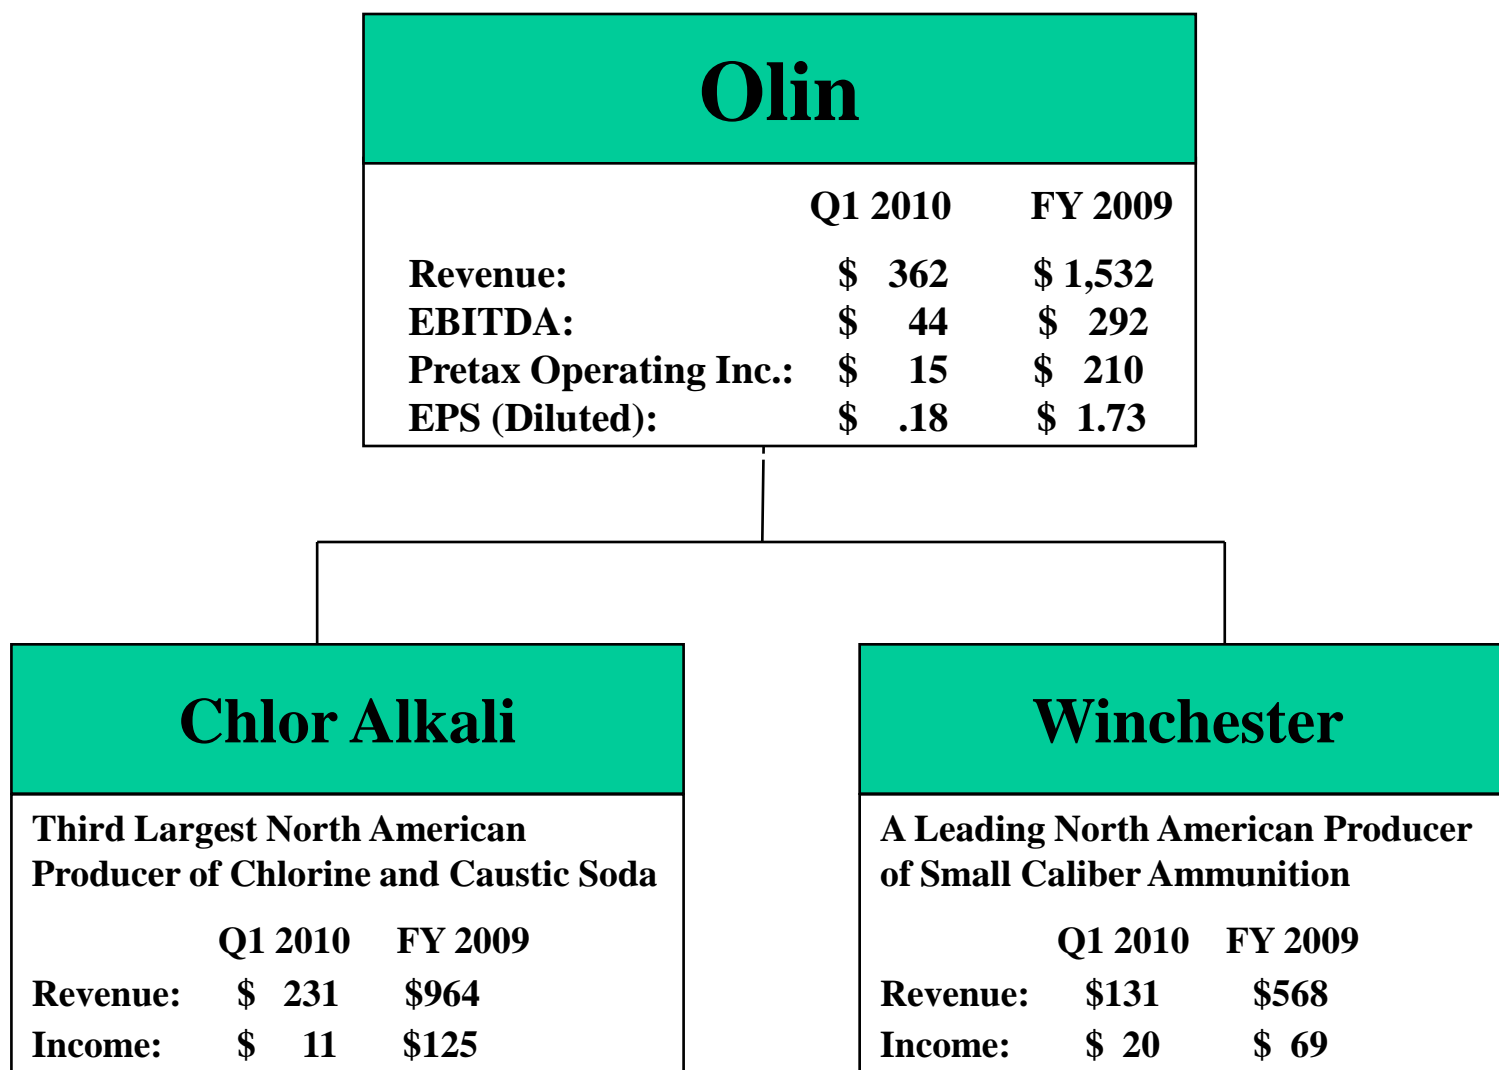 Olin
Q1 2010 FY 2009
Revenue: $ 362 $ 1,532
EBITDA: $ 44 $ 292
Pretax Operating Inc.: $ 15 $ 210
EPS (Diluted): $ .18 $ 1.73
Chlor Alkali
Third Largest North American
Producer of Chlorine and Caustic Soda
Q1 2010 FY 2009
Revenue: $ 231 $964
Income: $ 11 $125
Winchester
A Leading North American Producer
of Small Caliber Ammunition
Q1 2010 FY 2009
Revenue: $131 $568
Income: $ 20 $ 69